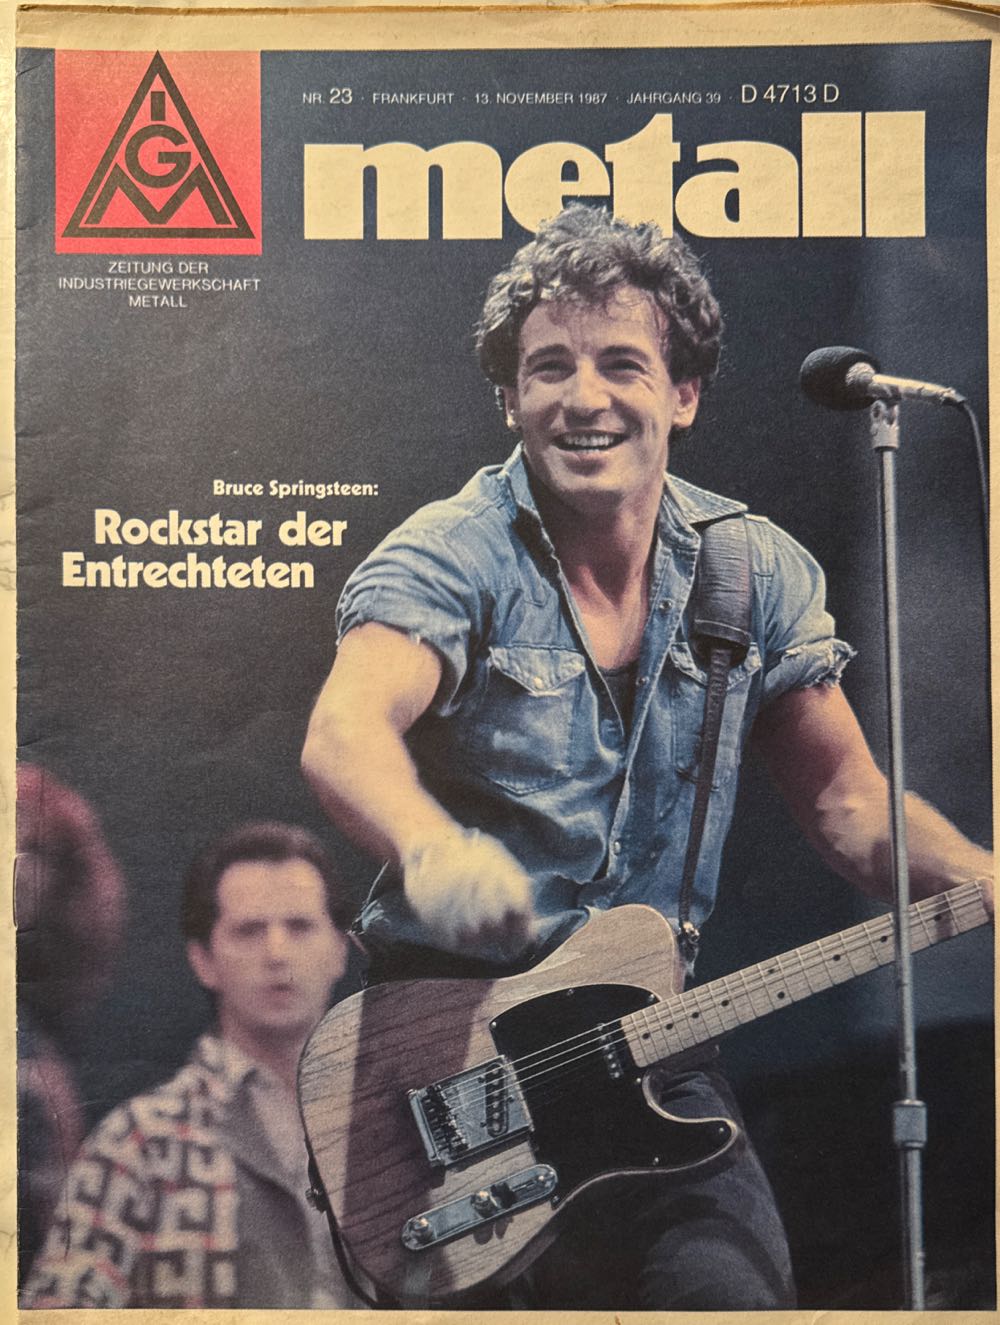 IGM
NR. 23 · FRANKFURT · 13. NOVEMBER 1987 · JAHRGANG 39 · D 4713 D
metall
ZEITUNG DER
INDUSTRIEGEWERKSCHAFT
METALL
Bruce Springsteen:
Rockstar der
Entrechteten